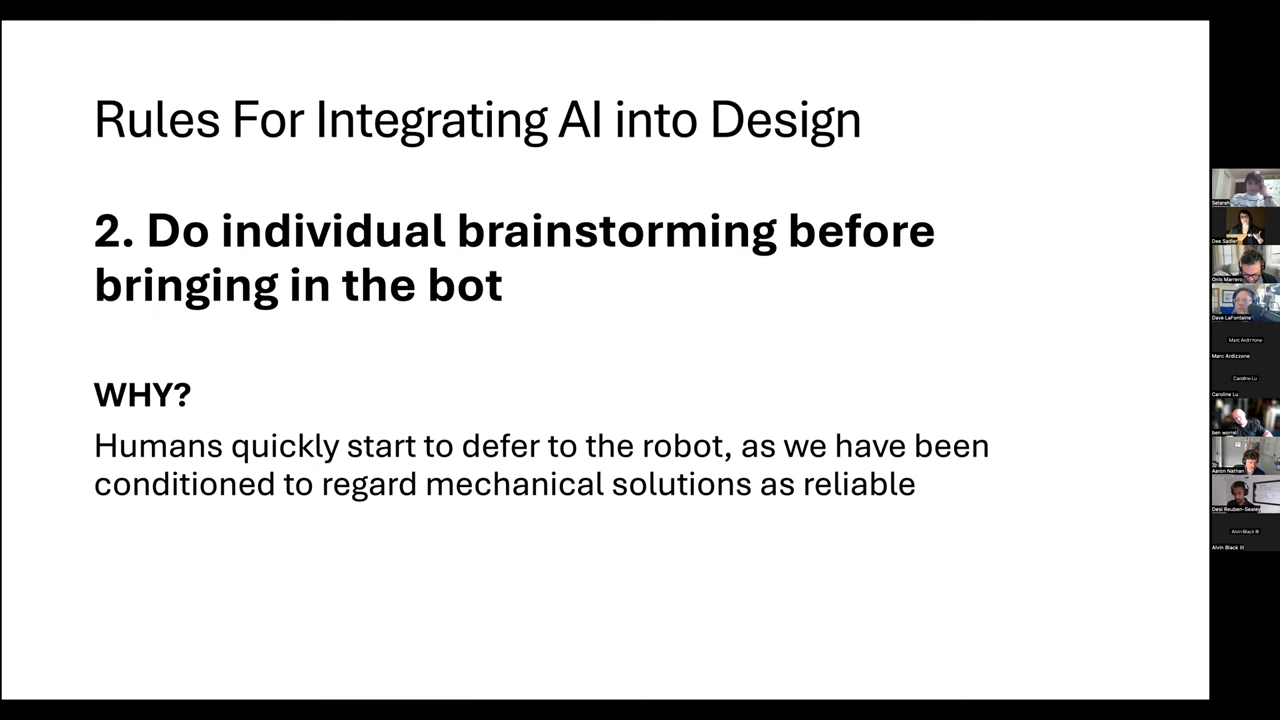 Rules For Integrating AI into Design
2. Do individual brainstorming before
bringing in the bot
WHY?
Humans quickly start to defer to the robot, as we have been
conditioned to regard mechanical solutions as reliable
Setareh
Dee Sadler
Onix Marrero
Dave LaFontaine
Marc Ardizzone
Marc Ardizzone
Caroline Lu
Caroline Lu
ben worrel
Aaron Nathan
Desi Reuben-Sealey
Alvin Black III
Alvin Black III